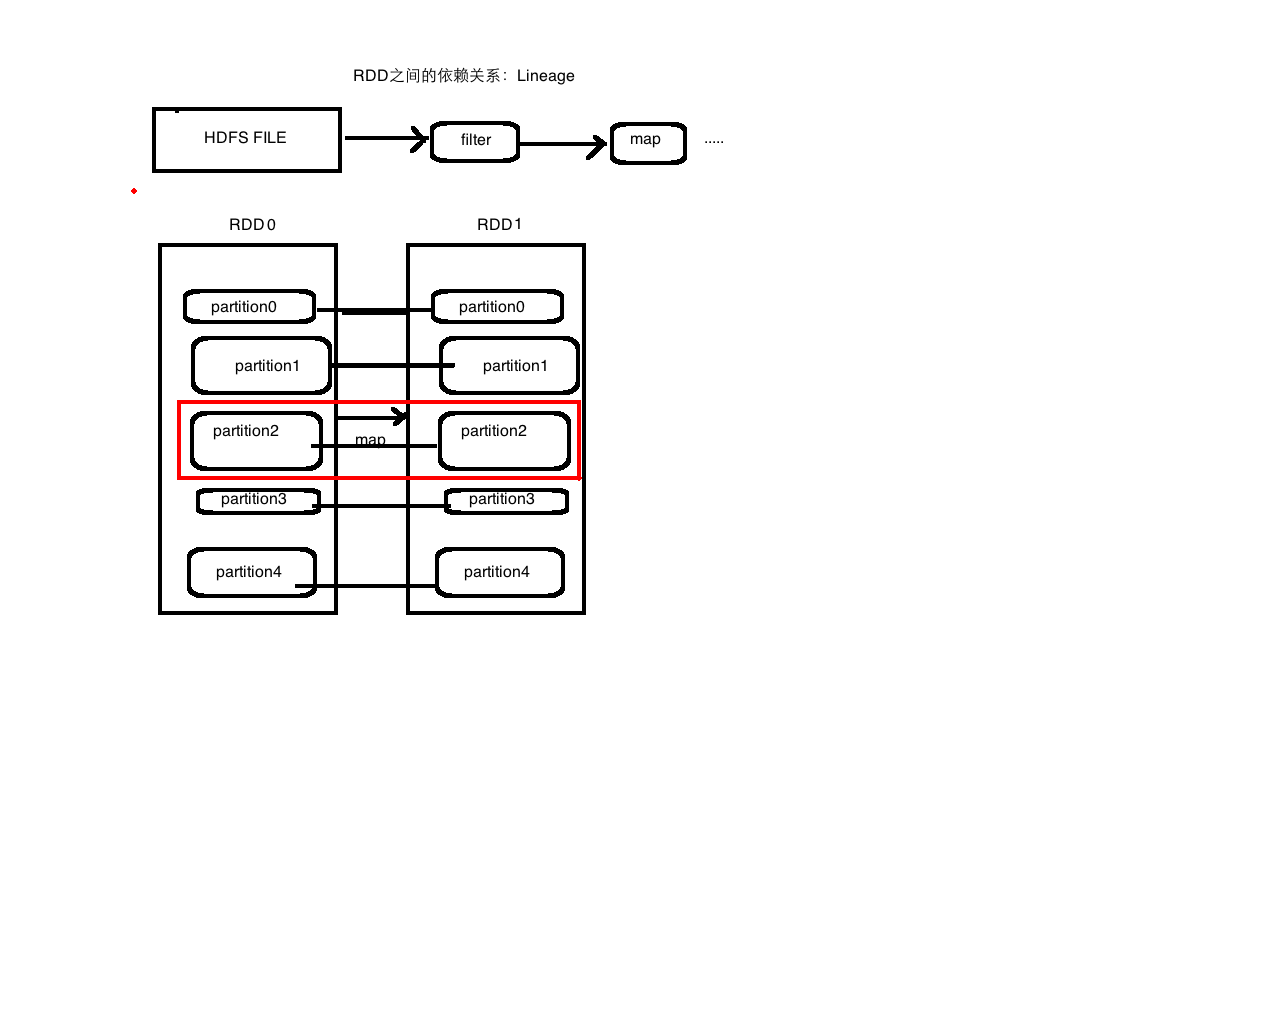 RDD之间的依赖关系：Lineage
HDFS FILE
filter
map
.....
RDD0
RDD1
partition0
partition0
partition1
partition1
partition2
map
partition2
partition3
partition3
partition4
partition4